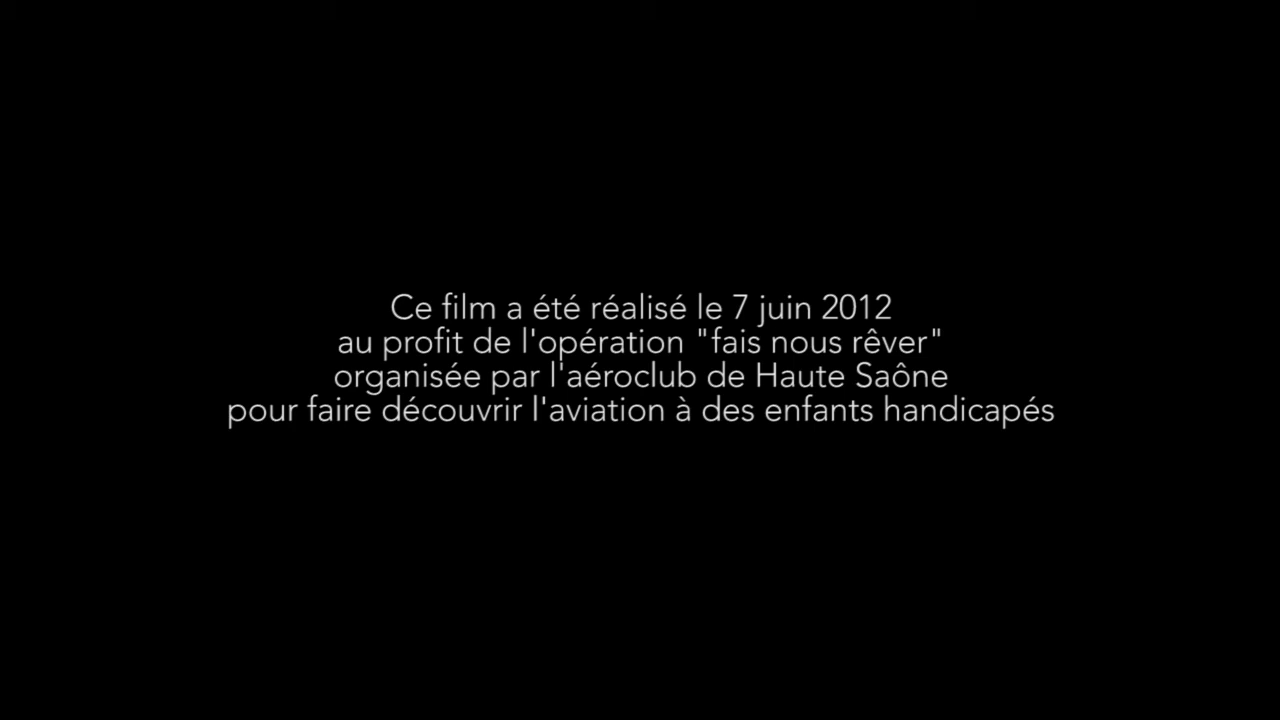 Ce film a été réalisé le 7 juin 2012
au profit de l'opération "fais nous rêver"
organisée par l'aéroclub de Haute Saône
pour faire découvrir l'aviation à des enfants handicapés